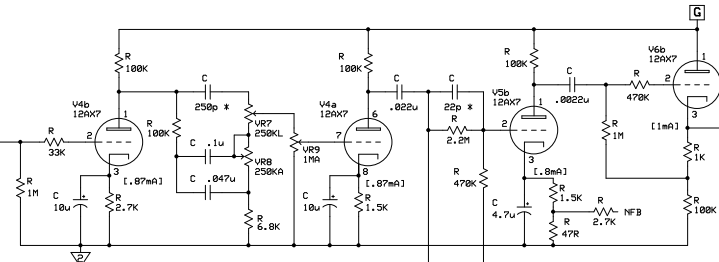 G
R
100K
R
100K
R
100K
V6b
12AX7
V4b
12AX7
C
250p *
V4a
12AX7
C
.022u
C
22p *
V5b
12AX7
C
.0022u
R
470K
1
2
3
R
33K
R
100K
VR7
250KL
C .1u
VR8
250KA
C .047u
VR9
1MA
6
7
8
R
2.2M
1
2
3
R
1M
1
2
3
[1mA]
R
1K
R
1M
C
10u
R
2.7K
[.87mA]
R
6.8K
C
10u
R
1.5K
[.87mA]
R
470K
C
4.7u
[.8mA]
R
1.5K
R
47R
R
2.7K
NFB
R
100K
2